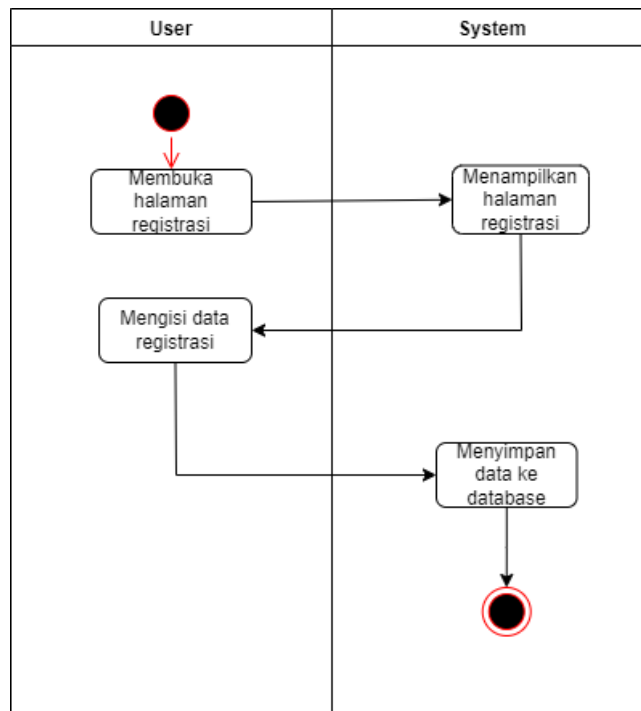 User
System
Membuka
halaman
registrasi
Menampilkan
halaman
registrasi
Mengisi data
registrasi
Menyimpan
data ke
database